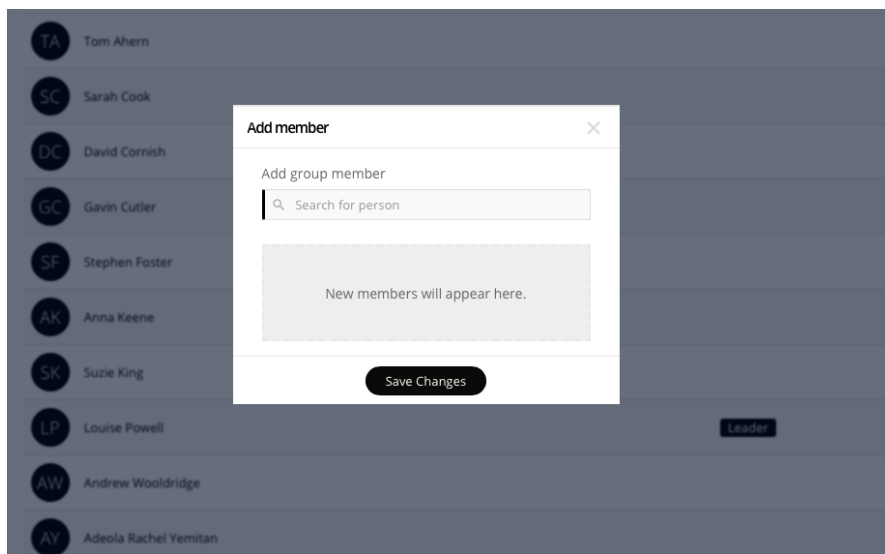 TA Tom Ahern
SC Sarah Cook
DC David Cornish
GC Gavin Cutler
SF Stephen Foster
AK Anna Keene
SK Suzie King
LP Louise Powell Leader
AW Andrew Wooldridge
AY Adeola Rachel Yemitan
Add member
Add group member
Search for person
New members will appear here.
Save Changes